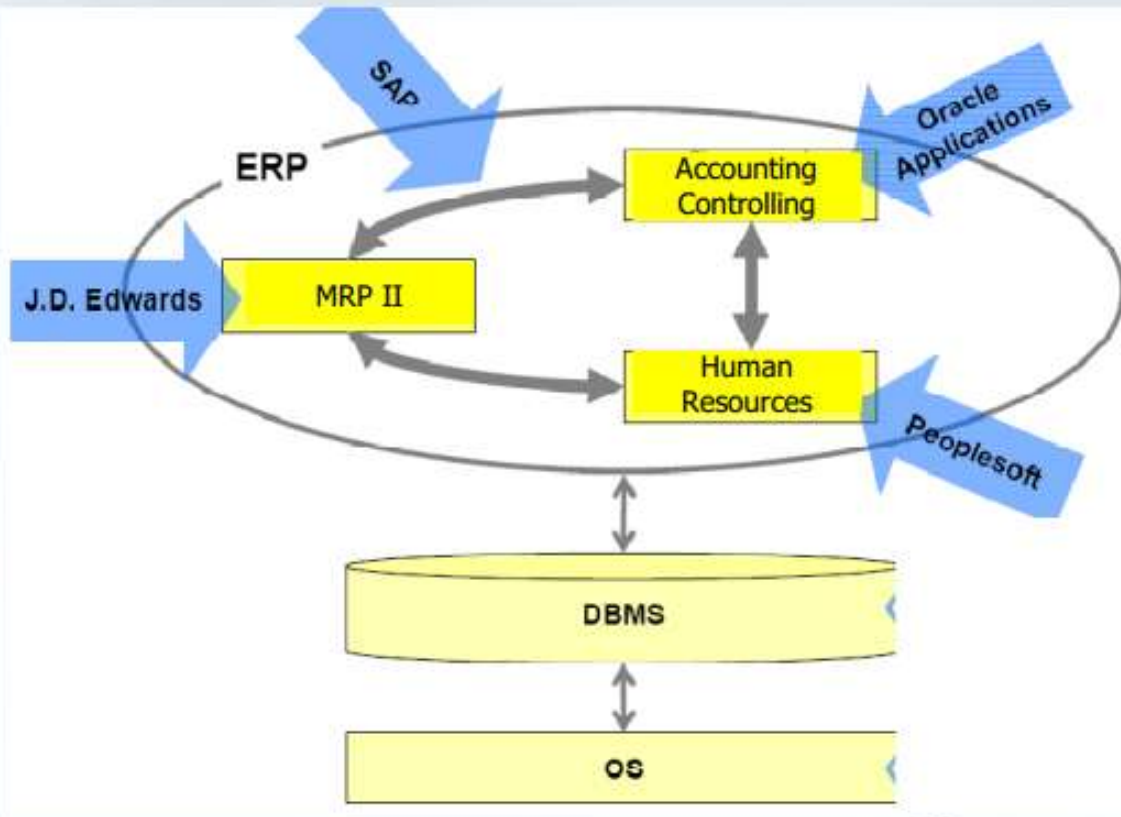 SAP
Oracle
Applications
ERP
Accounting
Controlling
J.D. Edwards
MRP II
Human
Resources
Peoplesoft
DBMS
OS